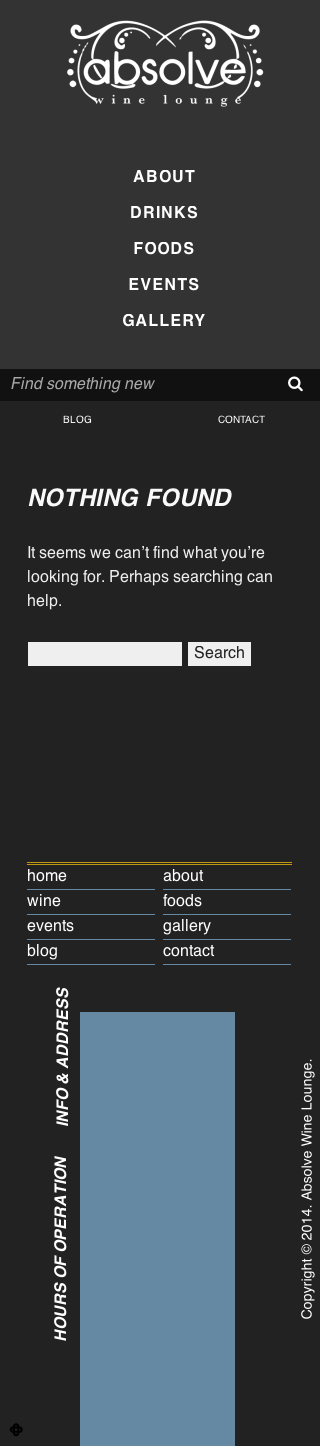 absolve
wine lounge
ABOUT
DRINKS
FOODS
EVENTS
GALLERY
Find something new
BLOG CONTACT
NOTHING FOUND
It seems we can’t find what you’re
looking for. Perhaps searching can
help.
Search
home about
wine foods
events gallery
blog contact
INFO & ADDRESS
HOURS OF OPERATION
Copyright © 2014. Absolve Wine Lounge.